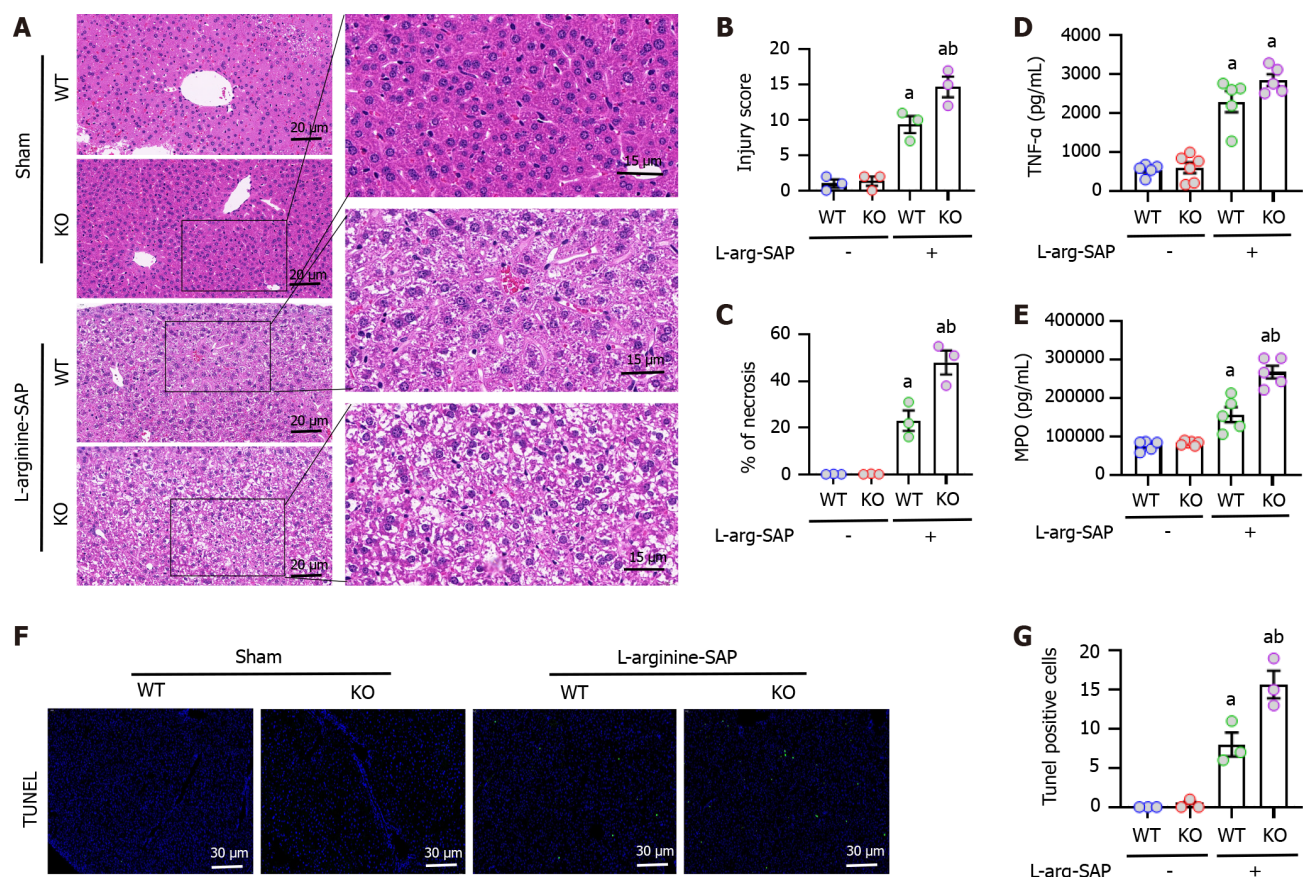 A
Sham
WT
20 µm
KO
20 µm
15 µm
L-arginine-SAP
WT
20 µm
15 µm
KO
20 µm
15 µm
B
Injury score
20
15
10
5
0
a
ab
WT KO WT KO
L-arg-SAP - +
C
% of necrosis
60
40
20
0
a
ab
WT KO WT KO
L-arg-SAP - +
D
TNF-α (pg/mL)
4000
3000
2000
1000
0
a
a
WT KO WT KO
L-arg-SAP - +
E
MPO (pg/mL)
400000
300000
200000
100000
0
a
ab
WT KO WT KO
L-arg-SAP - +
F
Sham L-arginine-SAP
WT KO WT KO
TUNEL
30 µm 30 µm 30 µm 30 µm
G
Tunel positive cells
20
15
10
5
0
a
ab
WT KO WT KO
L-arg-SAP - +